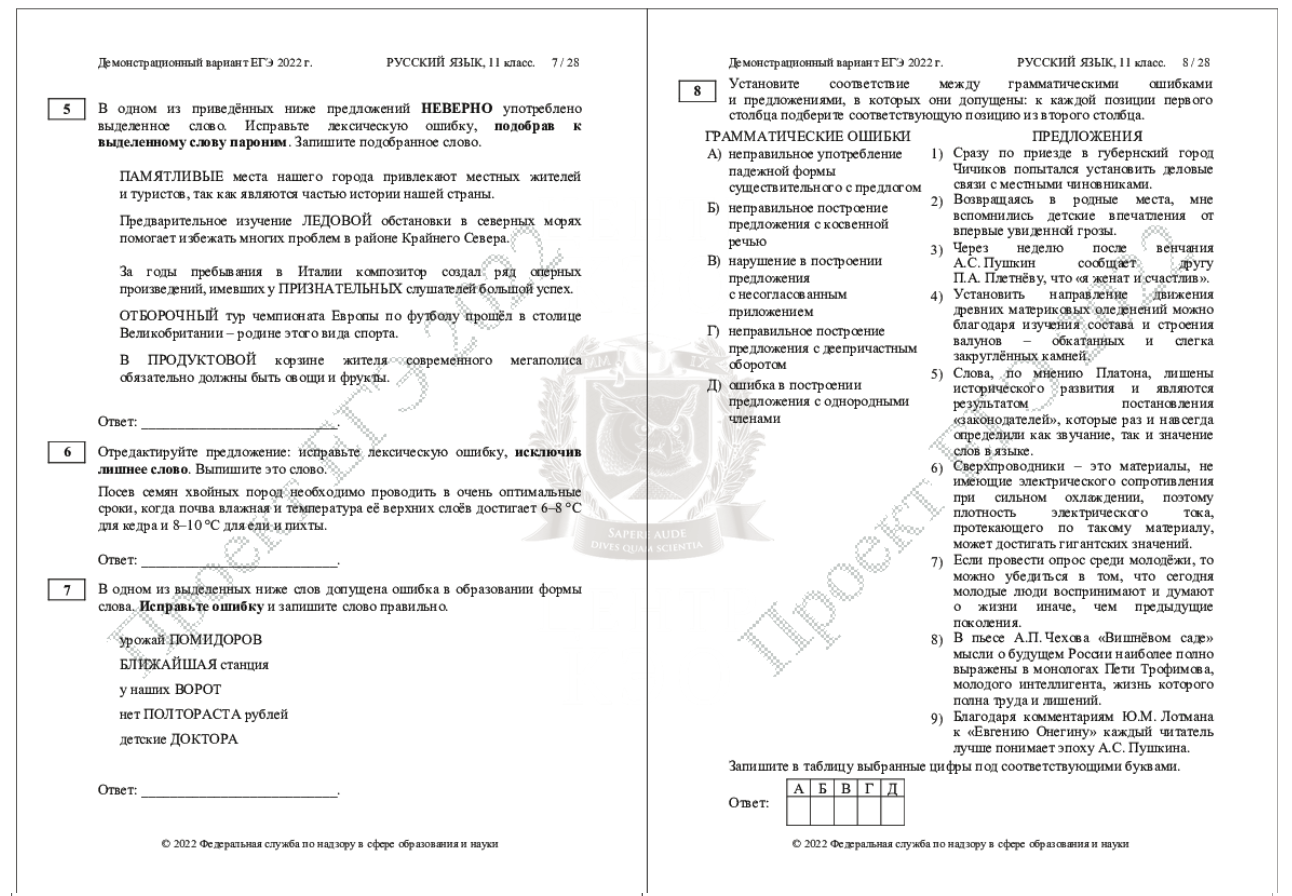 Демонстрационный вариант ЕГЭ 2022 г. РУССКИЙ ЯЗЫК, 11 класс. 7 / 28
5
В одном из приведённых ниже предложений НЕВЕРНО употреблено
выделенное слово. Исправьте лексическую ошибку, подобрав к
выделенному слову пароним. Запишите подобранное слово.
ПАМЯТЛИВЫЕ места нашего города привлекают местных жителей
и туристов, так как являются частью истории нашей страны.
Предварительное изучение ЛЕДОВОЙ обстановки в северных морях
помогает избежать многих проблем в районе Крайнего Севера.
За годы пребывания в Италии композитор создал ряд оперных
произведений, имевших у ПРИЗНАТЕЛЬНЫХ слушателей большой успех.
ОТБОРОЧНЫЙ тур чемпионата Европы по футболу прошёл в столице
Великобритании – родине этого вида спорта.
В ПРОДУКТОВОЙ корзине жителя современного мегаполиса
обязательно должны быть овощи и фрукты.
Ответ: ___________________________.
6
Отредактируйте предложение: исправьте лексическую ошибку, исключив
лишнее слово. Выпишите это слово.
Посев семян хвойных пород необходимо проводить в очень оптимальные
сроки, когда почва влажная и температура её верхних слоёв достигает 6–8 °С
для кедра и 8–10 °С для ели и пихты.
Ответ: ___________________________.
7
В одном из выделенных ниже слов допущена ошибка в образовании формы
слова. Исправьте ошибку и запишите слово правильно.
урожай ПОМИДОРОВ
БЛИЖАЙШАЯ станция
у наших ВОРОТ
нет ПОЛТОРАСТА рублей
детские ДОКТОРА
Ответ: ___________________________.
© 2022 Федеральная служба по надзору в сфере образования и науки
Проект ЕГЭ 2022
Демонстрационный вариант ЕГЭ 2022 г. РУССКИЙ ЯЗЫК, 11 класс. 8 / 28
8
Установите соответствие между грамматическими ошибками
и предложениями, в которых они допущены: к каждой позиции первого
столбца подберите соответствующую позицию из второго столбца.
ГРАММАТИЧЕСКИЕ ОШИБКИ
А) неправильное употребление
падежной формы
существительного с предлогом
Б) неправильное построение
предложения с косвенной
речью
В) нарушение в построении
предложения
с несогласованным
приложением
Г) неправильное построение
предложения с деепричастным
оборотом
Д) ошибка в построении
предложения с однородными
членами
ПРЕДЛОЖЕНИЯ
1) Сразу по приезде в губернский город
Чичиков попытался установить деловые
связи с местными чиновниками.
2) Возвращаясь в родные места, мне
вспомнились детские впечатления от
впервые увиденной грозы.
3) Через неделю после венчания
А.С. Пушкин сообщает другу
П.А. Плетнёву, что «я женат и счастлив».
4) Установить направление движения
древних материковых оледенений можно
благодаря изучения состава и строения
валунов – обкатанных и слегка
закруглённых камней.
5) Слова, по мнению Платона, лишены
исторического развития и являются
результатом постановления
«законодателей», которые раз и навсегда
определили как звучание, так и значение
слов в языке.
6) Сверхпроводники – это материалы, не
имеющие электрического сопротивления
при сильном охлаждении, поэтому
плотность электрического тока,
протекающего по такому материалу,
может достигать гигантских значений.
7) Если провести опрос среди молодёжи, то
можно убедиться в том, что сегодня
молодые люди воспринимают и думают
о жизни иначе, чем предыдущие
поколения.
8) В пьесе А.П. Чехова «Вишнёвом саде»
мысли о будущем России наиболее полно
выражены в монологах Пети Трофимова,
молодого интеллигента, жизнь которого
полна труда и лишений.
9) Благодаря комментариям Ю.М. Лотмана
к «Евгению Онегину» каждый читатель
лучше понимает эпоху А.С. Пушкина.
Запишите в таблицу выбранные цифры под соответствующими буквами.
Ответ:
А Б В Г Д
© 2022 Федеральная служба по надзору в сфере образования и науки
Проект ЕГЭ 2022
SAPERE AUDE
DIVES QUAM SCIENTIA